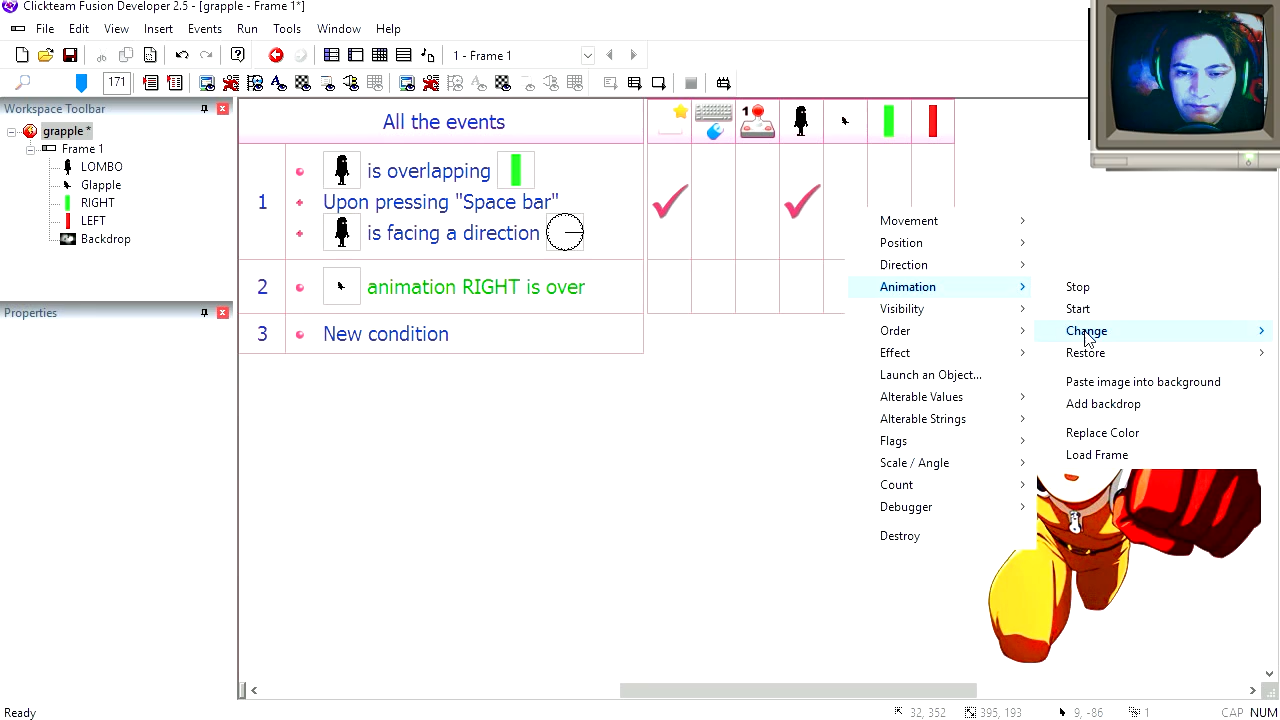 Clickteam Fusion Developer 2.5 - [grapple - Frame 1*]
File Edit View Insert Events Run Tools Window Help
1 - Frame 1
171
Workspace Toolbar
grapple *
Frame 1
LOMBO
Glapple
RIGHT
LEFT
Backdrop
Properties
All the events
1
1
is overlapping
Upon pressing "Space bar"
is facing a direction
2
animation RIGHT is over
3
New condition
Movement
Position
Direction
Animation
Visibility
Order
Effect
Launch an Object...
Alterable Values
Alterable Strings
Flags
Scale / Angle
Count
Debugger
Destroy
Stop
Start
Change
Restore
Paste image into background
Add backdrop
Replace Color
Load Frame
Ready
32, 352
395, 193
9, -86
1
CAP NUM